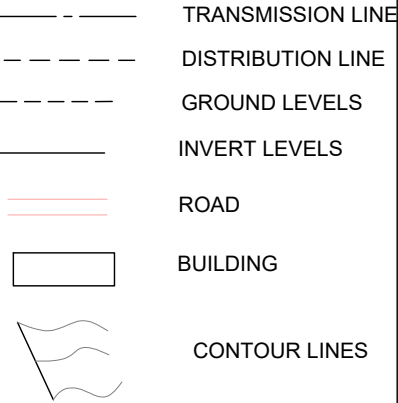 TRANSMISSION LINE
DISTRIBUTION LINE
GROUND LEVELS
INVERT LEVELS
ROAD
BUILDING
CONTOUR LINES